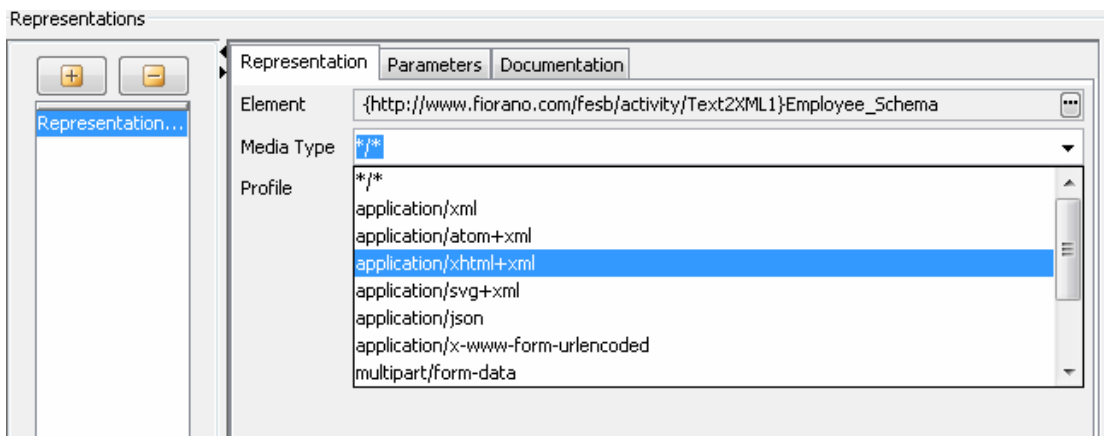 Representations
Representation...
Representation Parameters Documentation
Element {http://www.fiorano.com/fesb/activity/Text2XML1}Employee_Schema ...
Media Type */*
Profile */*
application/xml
application/atom+xml
application/xhtml+xml
application/svg+xml
application/json
application/x-www-form-urlencoded
multipart/form-data